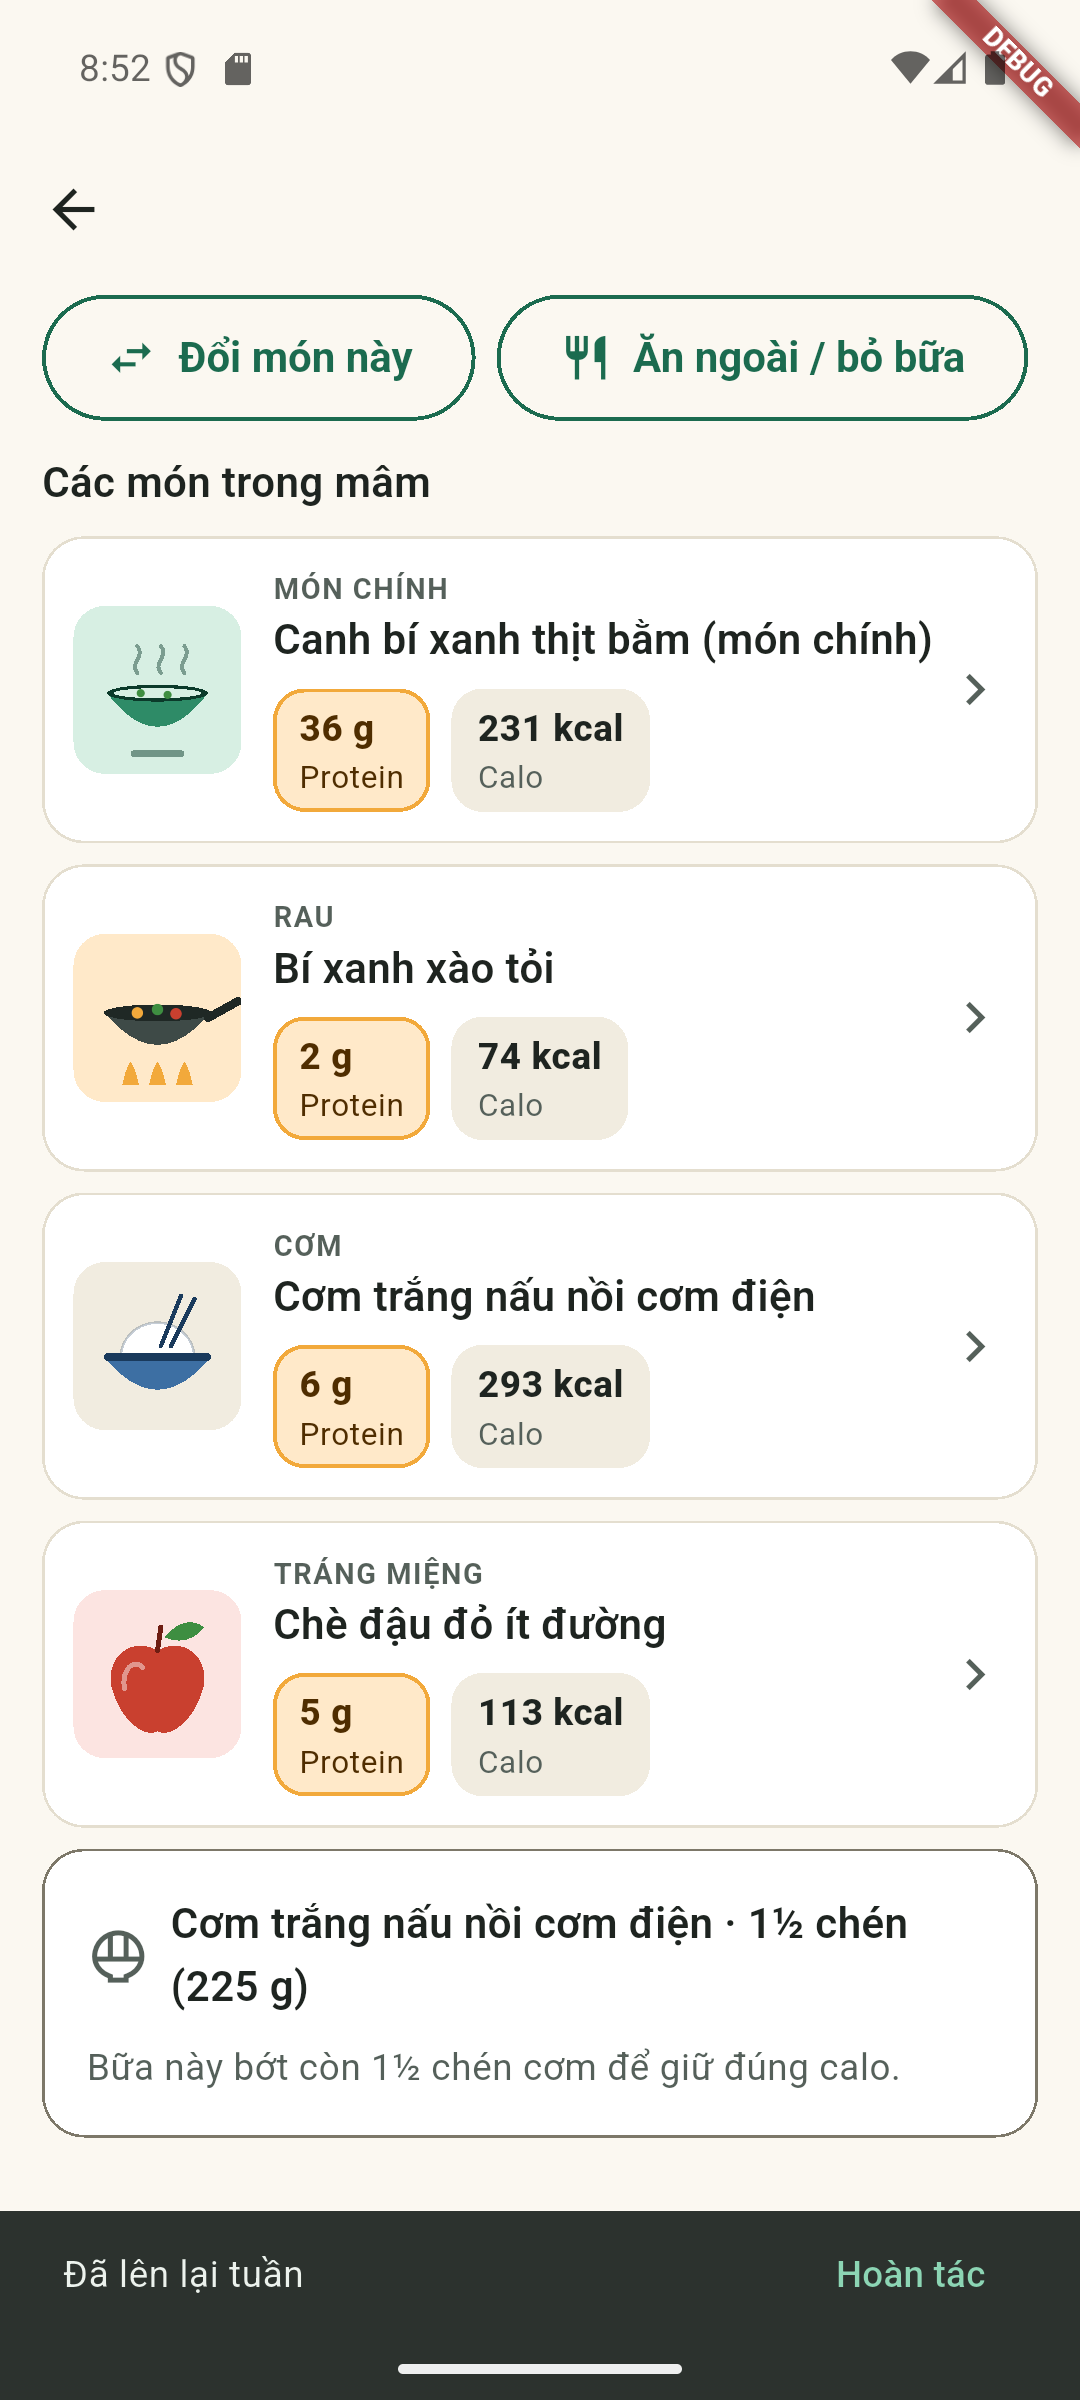 8:52
DEBUG
Đổi món này
Ăn ngoài / bỏ bữa
Các món trong mâm
MÓN CHÍNH
Canh bí xanh thịt bằm (món chính)
36 g
Protein
231 kcal
Calo
RAU
Bí xanh xào tỏi
2 g
Protein
74 kcal
Calo
CƠM
Cơm trắng nấu nồi cơm điện
6 g
Protein
293 kcal
Calo
TRÁNG MIỆNG
Chè đậu đỏ ít đường
5 g
Protein
113 kcal
Calo
Cơm trắng nấu nồi cơm điện · 1½ chén
(225 g)
Bữa này bớt còn 1½ chén cơm để giữ đúng calo.
Đã lên lại tuần
Hoàn tác